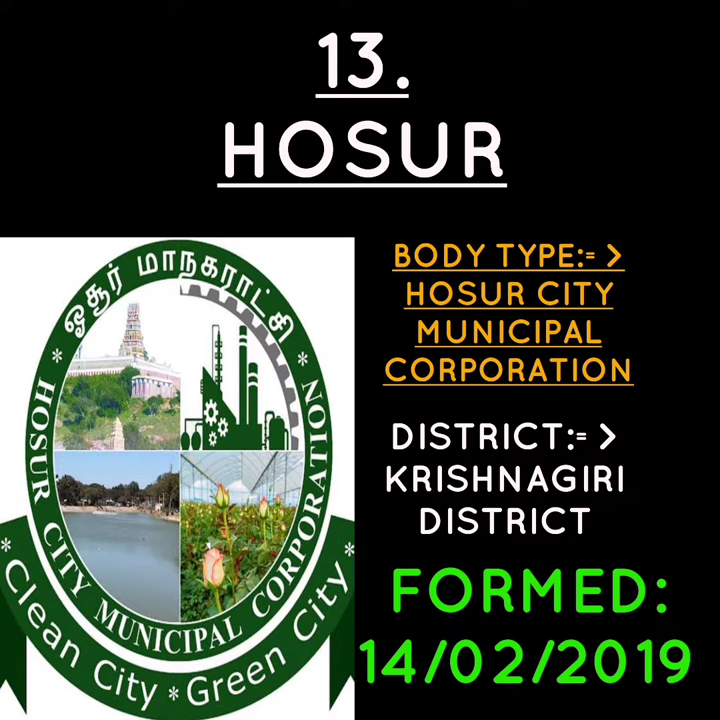 13.
HOSUR
BODY TYPE:= >
HOSUR CITY
MUNICIPAL
CORPORATION
DISTRICT:= >
KRISHNAGIRI
DISTRICT
FORMED:
14/02/2019
ஓசூர் மாநகராட்சி
* HOSUR CITY MUNICIPAL CORPORATION *
* Clean City * Green City *